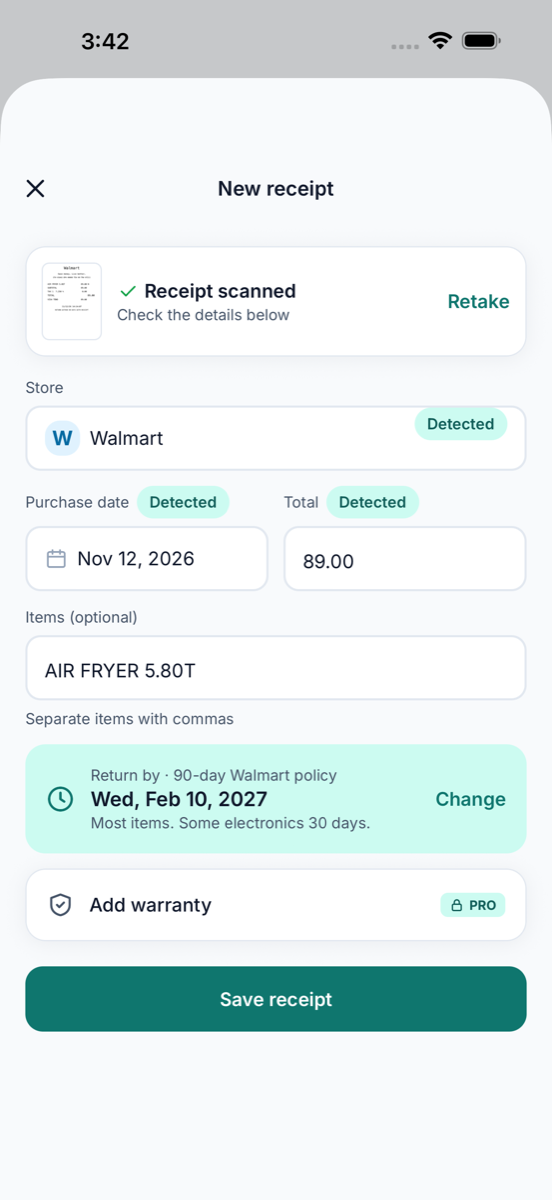 3:42
New receipt
Walmart
Receipt scanned
Check the details below
Retake
Store
W Walmart
Detected
Purchase date Detected
Total Detected
Nov 12, 2026
89.00
Items (optional)
AIR FRYER 5.80T
Separate items with commas
Return by · 90-day Walmart policy
Wed, Feb 10, 2027
Most items. Some electronics 30 days.
Change
Add warranty
PRO
Save receipt